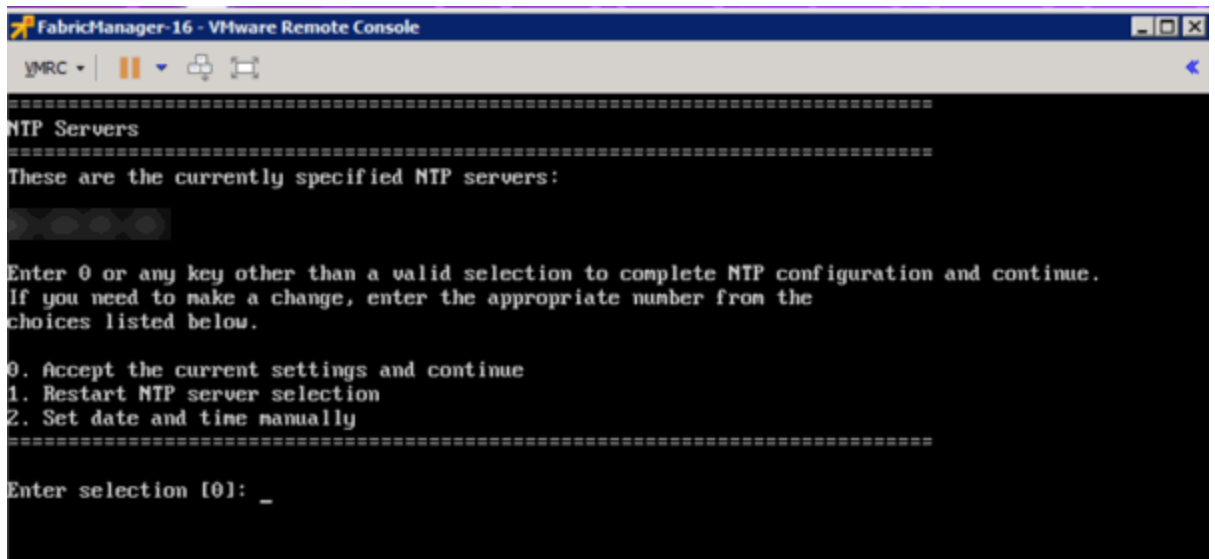 FabricManager-16 - VMware Remote Console
VMRC
================================================================================
NTP Servers
================================================================================
These are the currently specified NTP servers:
Enter 0 or any key other than a valid selection to complete NTP configuration and continue.
If you need to make a change, enter the appropriate number from the
choices listed below.
0. Accept the current settings and continue
1. Restart NTP server selection
2. Set date and time manually
================================================================================
Enter selection [0]: _